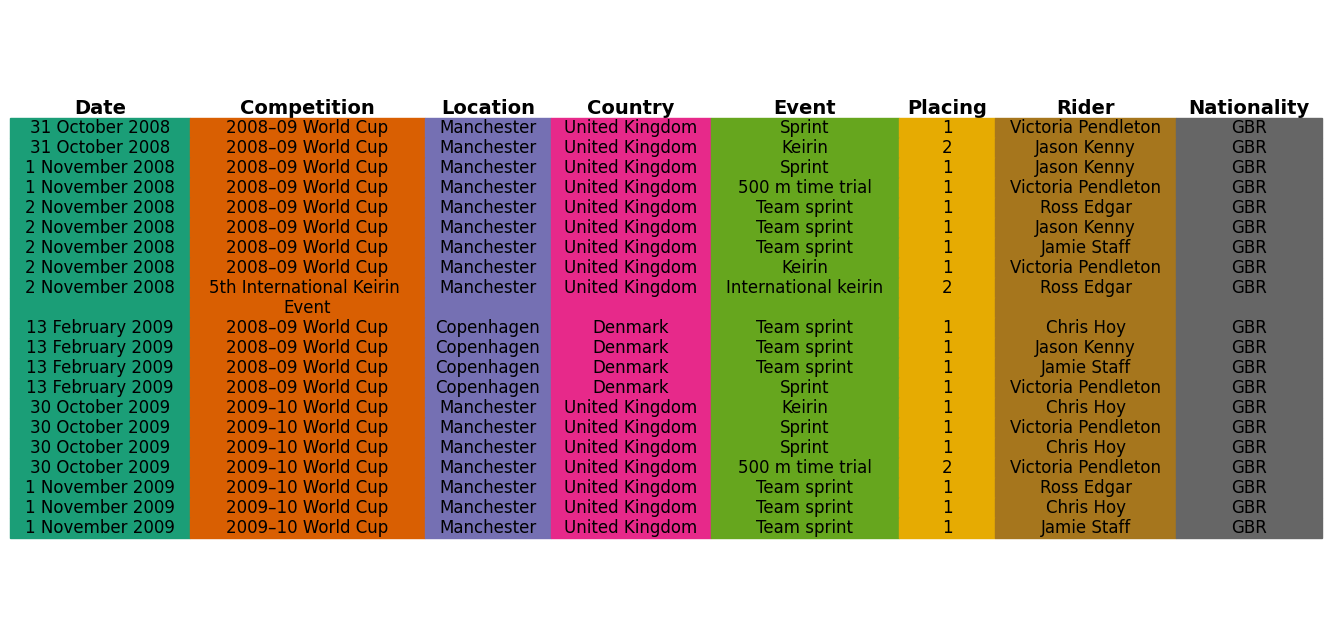 Date Competition Location Country Event Placing Rider Nationality
31 October 2008 2008–09 World Cup Manchester United Kingdom Sprint 1 Victoria Pendleton GBR
31 October 2008 2008–09 World Cup Manchester United Kingdom Keirin 2 Jason Kenny GBR
1 November 2008 2008–09 World Cup Manchester United Kingdom Sprint 1 Jason Kenny GBR
1 November 2008 2008–09 World Cup Manchester United Kingdom 500 m time trial 1 Victoria Pendleton GBR
2 November 2008 2008–09 World Cup Manchester United Kingdom Team sprint 1 Ross Edgar GBR
2 November 2008 2008–09 World Cup Manchester United Kingdom Team sprint 1 Jason Kenny GBR
2 November 2008 2008–09 World Cup Manchester United Kingdom Team sprint 1 Jamie Staff GBR
2 November 2008 2008–09 World Cup Manchester United Kingdom Keirin 1 Victoria Pendleton GBR
2 November 2008 5th International Keirin Manchester United Kingdom International keirin 2 Ross Edgar GBR
Event
13 February 2009 2008–09 World Cup Copenhagen Denmark Team sprint 1 Chris Hoy GBR
13 February 2009 2008–09 World Cup Copenhagen Denmark Team sprint 1 Jason Kenny GBR
13 February 2009 2008–09 World Cup Copenhagen Denmark Team sprint 1 Jamie Staff GBR
13 February 2009 2008–09 World Cup Copenhagen Denmark Sprint 1 Victoria Pendleton GBR
30 October 2009 2009–10 World Cup Manchester United Kingdom Keirin 1 Chris Hoy GBR
30 October 2009 2009–10 World Cup Manchester United Kingdom Sprint 1 Victoria Pendleton GBR
30 October 2009 2009–10 World Cup Manchester United Kingdom Sprint 1 Chris Hoy GBR
30 October 2009 2009–10 World Cup Manchester United Kingdom 500 m time trial 2 Victoria Pendleton GBR
1 November 2009 2009–10 World Cup Manchester United Kingdom Team sprint 1 Ross Edgar GBR
1 November 2009 2009–10 World Cup Manchester United Kingdom Team sprint 1 Chris Hoy GBR
1 November 2009 2009–10 World Cup Manchester United Kingdom Team sprint 1 Jamie Staff GBR